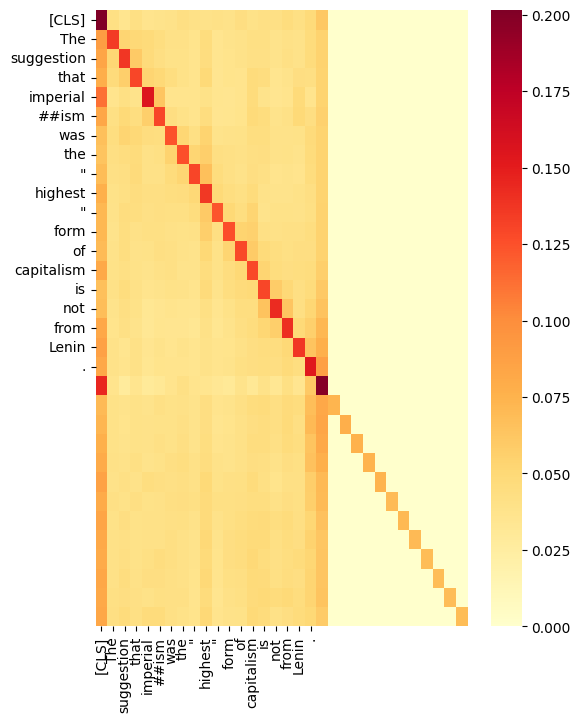 [CLS]
The
suggestion
that
imperial
##ism
was
the
"
highest
"
form
of
capitalism
is
not
from
Lenin
.
0.200
0.175
0.150
0.125
0.100
0.075
0.050
0.025
0.000
[CLS]
The
suggestion
that
imperial
##ism
was
the
"
highest
"
form
of
capitalism
is
not
from
Lenin
.